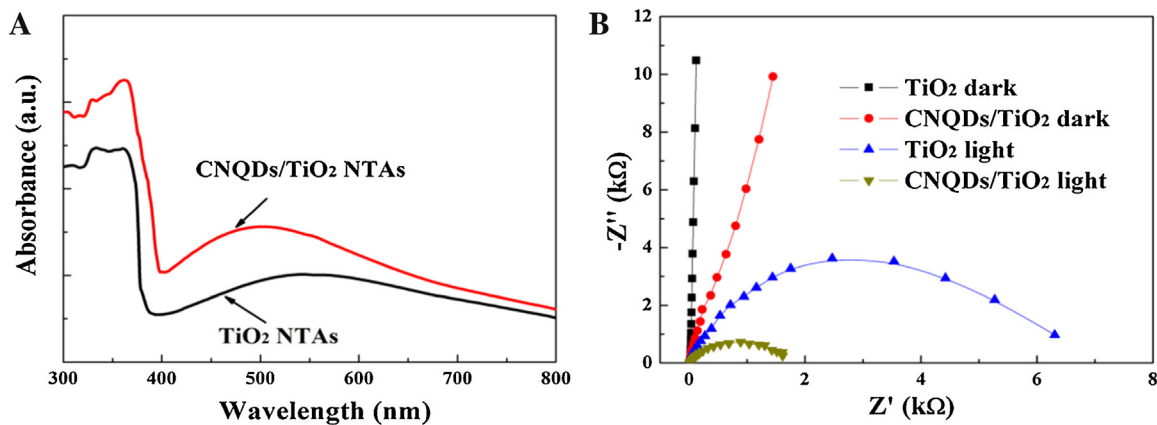 A
Absorbance (a.u.)
CNQDs/TiO2 NTAs
TiO2 NTAs
300 400 500 600 700 800
Wavelength (nm)
B
-Z'' (kΩ)
12
10
8
6
4
2
0
TiO2 dark
CNQDs/TiO2 dark
TiO2 light
CNQDs/TiO2 light
0 2 4 6 8
Z' (kΩ)